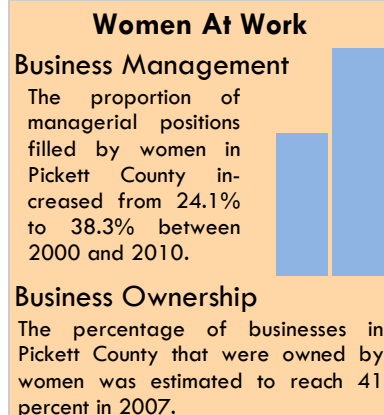 Women At Work
Business Management
The proportion of
managerial positions
filled by women in
Pickett County in-
creased from 24.1%
to 38.3% between
2000 and 2010.
Business Ownership
The percentage of businesses in
Pickett County that were owned by
women was estimated to reach 41
percent in 2007.